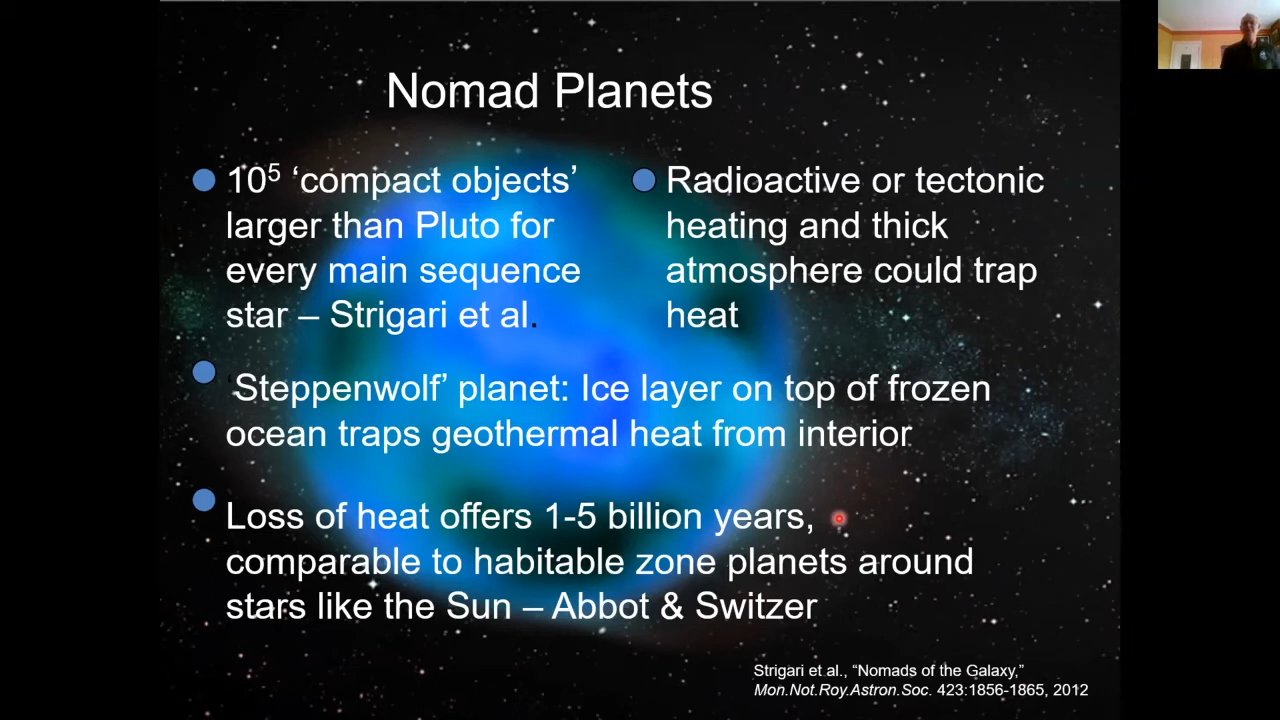 Nomad Planets
10⁵ ‘compact objects’
larger than Pluto for
every main sequence
star – Strigari et al.
Radioactive or tectonic
heating and thick
atmosphere could trap
heat
‘Steppenwolf’ planet: Ice layer on top of frozen
ocean traps geothermal heat from interior
Loss of heat offers 1-5 billion years,
comparable to habitable zone planets around
stars like the Sun – Abbot & Switzer
Strigari et al., “Nomads of the Galaxy,”
Mon.Not.Roy.Astron.Soc. 423:1856-1865, 2012